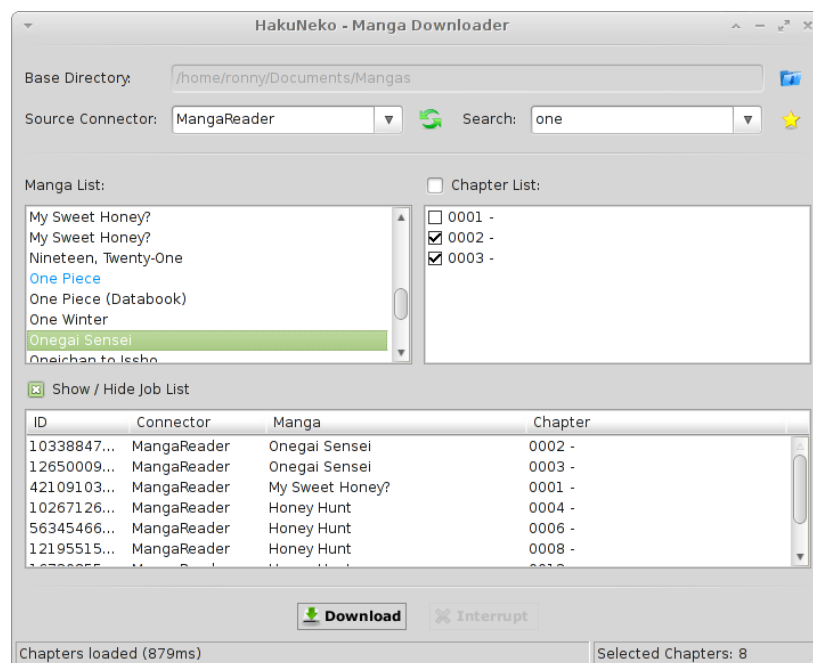 HakuNeko - Manga Downloader
Base Directory:
/home/ronny/Documents/Mangas
Source Connector:
MangaReader
Search:
one
Manga List:
My Sweet Honey?
My Sweet Honey?
Nineteen, Twenty-One
One Piece
One Piece (Databook)
One Winter
Onegai Sensei
Oneichan to Issho
Chapter List:
0001 -
0002 -
0003 -
Show / Hide Job List
ID Connector Manga Chapter
10338847... MangaReader Onegai Sensei 0002 -
12650009... MangaReader Onegai Sensei 0003 -
42109103... MangaReader My Sweet Honey? 0001 -
10267126... MangaReader Honey Hunt 0004 -
56345466... MangaReader Honey Hunt 0006 -
12195515... MangaReader Honey Hunt 0008 -
Download
Interrupt
Chapters loaded (879ms)
Selected Chapters: 8